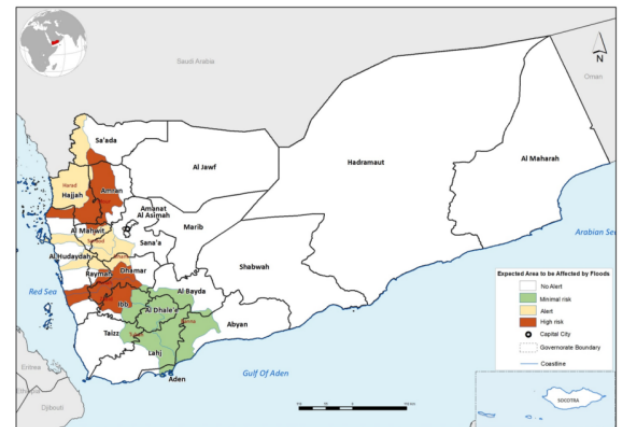 N
Saudi Arabia
Oman
Sa'ada
Al Jawf
Hadramaut
Al Maharah
Harad
Hajjah
Amran
Amanat
Al Asimah
Marib
Al Mahwit
Sana'a
Al Hudaydah
Shabwah
Arabian Sea
Raymah
Dhamar
Red Sea
Al Bayda
Ibb
Al Dhale'e
Abyan
Taizz
Lahj
Aden
Gulf Of Aden
Eritrea
Ethiopia
Djibouti
Expected Area to be Affected by Floods
No Alert
Minimal risk
Alert
High risk
Capital City
Governorate Boundary
Coastline
SOCOTRA